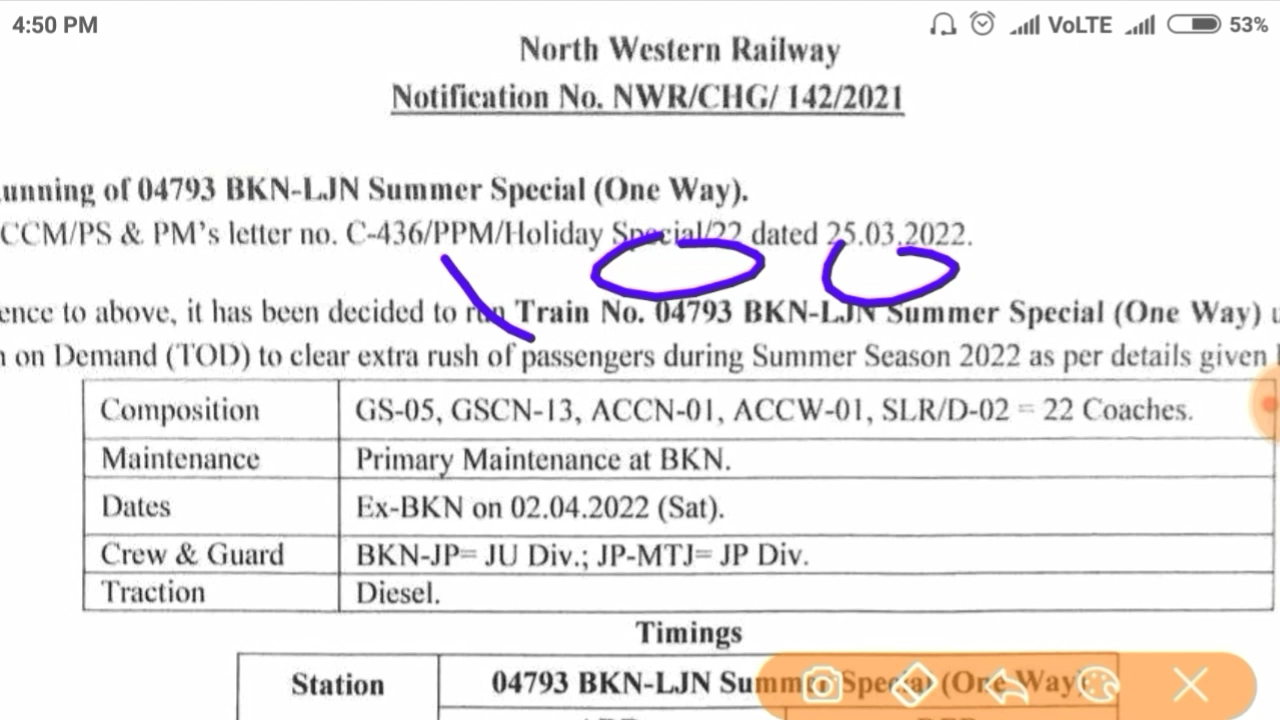 4:50 PM VoLTE 53%
North Western Railway
Notification No. NWR/CHG/ 142/2021
unning of 04793 BKN-LJN Summer Special (One Way).
CCM/PS & PM's letter no. C-436/PPM/Holiday Special/22 dated 25.03.2022.
ence to above, it has been decided to run Train No. 04793 BKN-LJN Summer Special (One Way) u
n on Demand (TOD) to clear extra rush of passengers during Summer Season 2022 as per details given
Composition GS-05, GSCN-13, ACCN-01, ACCW-01, SLR/D-02 = 22 Coaches.
Maintenance Primary Maintenance at BKN.
Dates Ex-BKN on 02.04.2022 (Sat).
Crew & Guard BKN-JP= JU Div.; JP-MTJ= JP Div.
Traction Diesel.
Timings
Station 04793 BKN-LJN Summer Special (One Way)